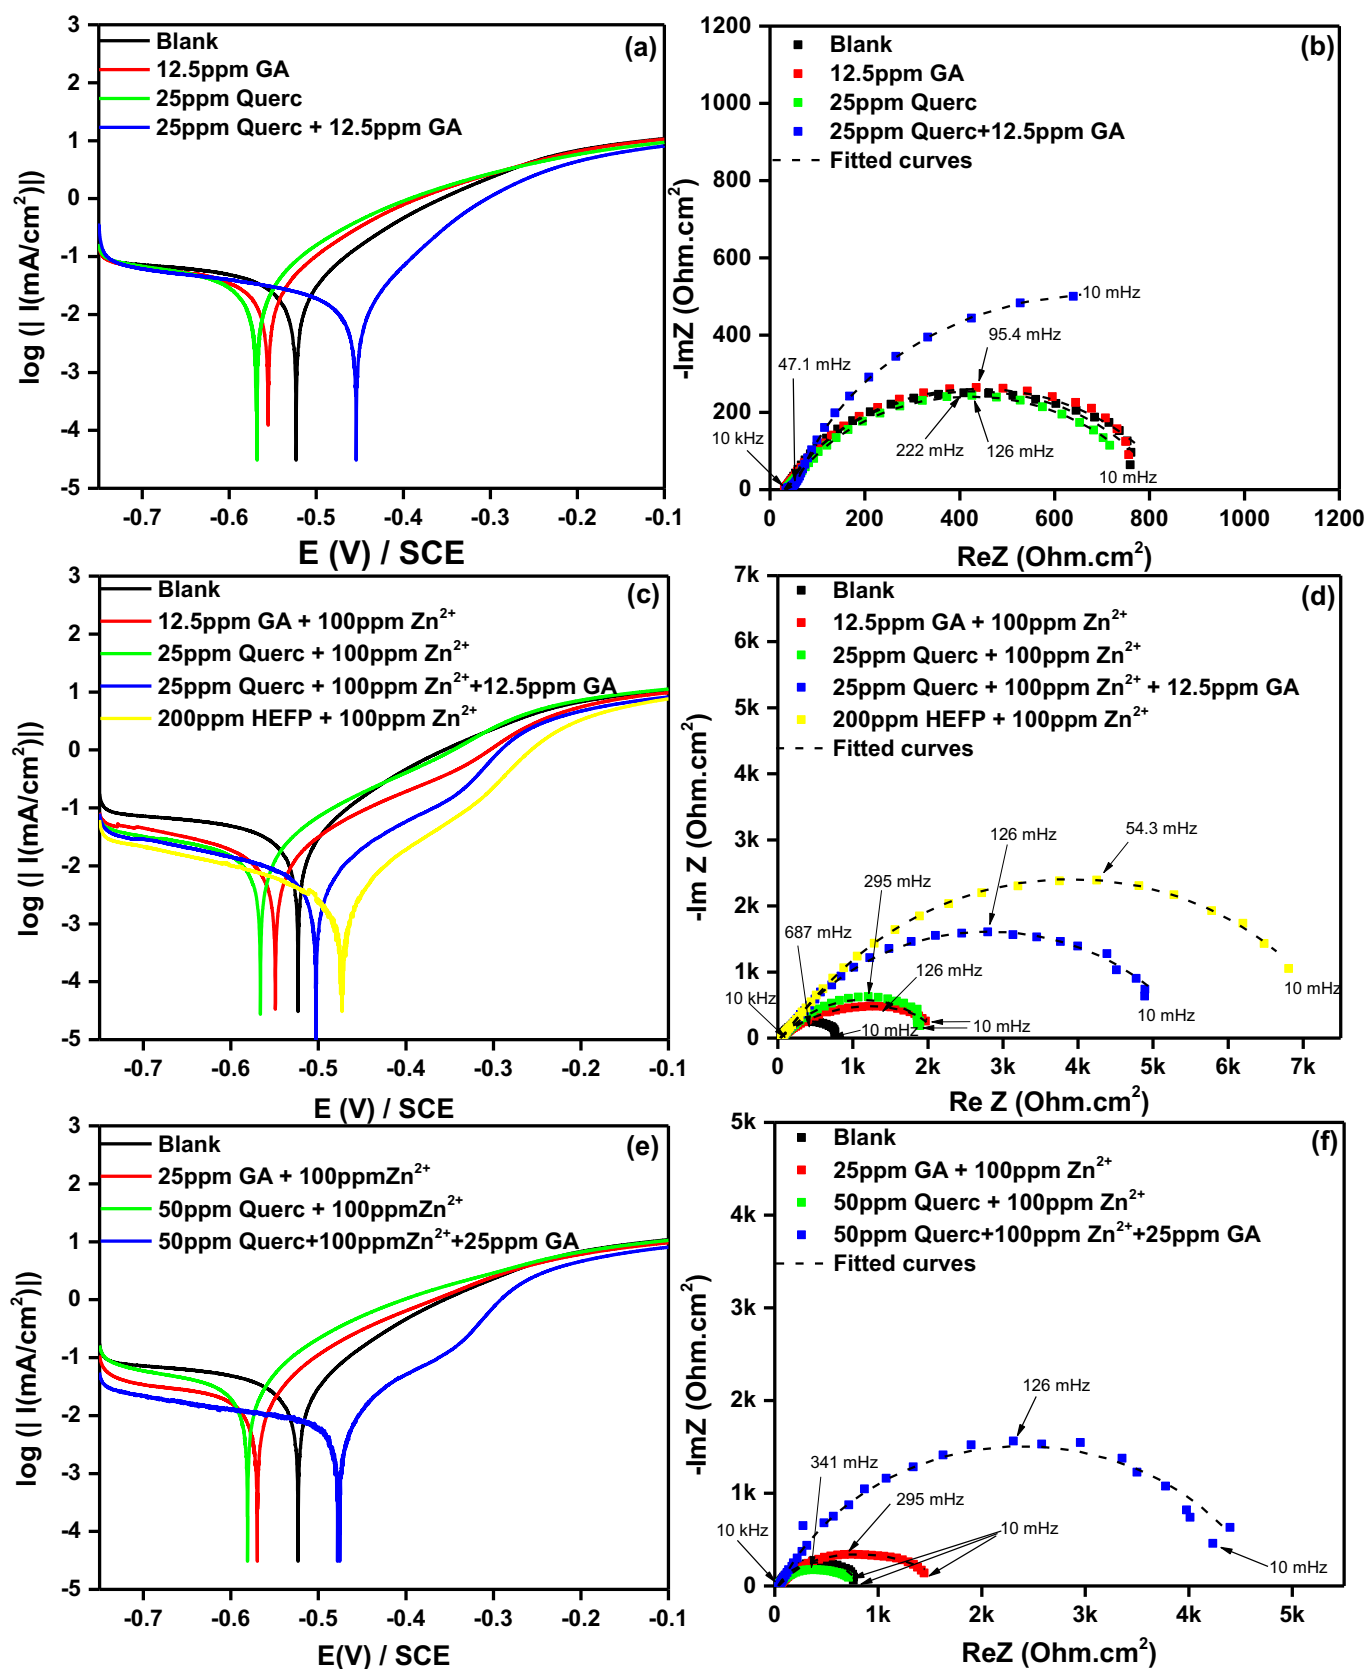 (a)
Blank
12.5ppm GA
25ppm Querc
25ppm Querc + 12.5ppm GA
3
2
1
0
-1
-2
-3
-4
-5
log (| I(mA/cm²)|)
-0.7 -0.6 -0.5 -0.4 -0.3 -0.2 -0.1
E (V) / SCE
(b)
Blank
12.5ppm GA
25ppm Querc
25ppm Querc+12.5ppm GA
Fitted curves
1200
1000
800
600
400
200
0
-ImZ (Ohm.cm²)
10 mHz
95.4 mHz
47.1 mHz
10 kHz
222 mHz
126 mHz
10 mHz
0 200 400 600 800 1000 1200
ReZ (Ohm.cm²)
(c)
Blank
12.5ppm GA + 100ppm Zn²⁺
25ppm Querc + 100ppm Zn²⁺
25ppm Querc + 100ppm Zn²⁺+12.5ppm GA
200ppm HEFP + 100ppm Zn²⁺
3
2
1
0
-1
-2
-3
-4
-5
log (| I(mA/cm²)|)
-0.7 -0.6 -0.5 -0.4 -0.3 -0.2 -0.1
E (V) / SCE
(d)
Blank
12.5ppm GA + 100ppm Zn²⁺
25ppm Querc + 100ppm Zn²⁺
25ppm Querc + 100ppm Zn²⁺ + 12.5ppm GA
200ppm HEFP + 100ppm Zn²⁺
Fitted curves
7k
6k
5k
4k
3k
2k
1k
0
-Im Z (Ohm.cm²)
126 mHz
54.3 mHz
295 mHz
687 mHz
126 mHz
10 kHz
10 mHz
10 mHz
10 mHz
10 mHz
0 1k 2k 3k 4k 5k 6k 7k
Re Z (Ohm.cm²)
(e)
Blank
25ppm GA + 100ppmZn²⁺
50ppm Querc + 100ppmZn²⁺
50ppm Querc+100ppmZn²⁺+25ppm GA
3
2
1
0
-1
-2
-3
-4
-5
log (| I(mA/cm²)|)
-0.7 -0.6 -0.5 -0.4 -0.3 -0.2 -0.1
E(V) / SCE
(f)
Blank
25ppm GA + 100ppm Zn²⁺
50ppm Querc + 100ppm Zn²⁺
50ppm Querc+100ppm Zn²⁺+25ppm GA
Fitted curves
5k
4k
3k
2k
1k
0
-ImZ (Ohm.cm²)
126 mHz
341 mHz
295 mHz
10 kHz
10 mHz
10 mHz
0 1k 2k 3k 4k 5k
ReZ (Ohm.cm²)